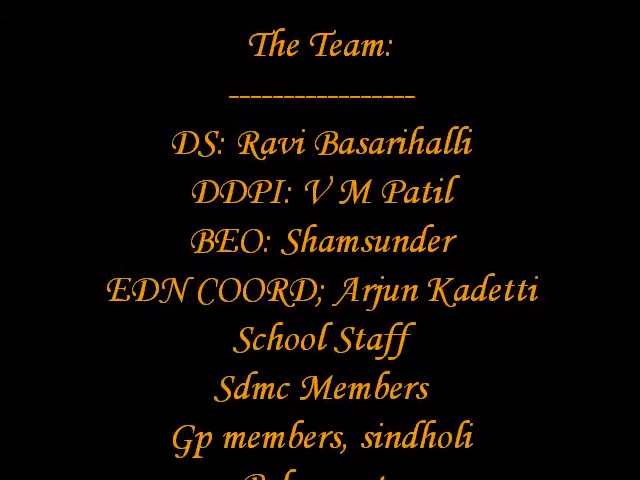 The Team:
-----------------
DS: Ravi Basarihalli
DDPI: V M Patil
BEO: Shamsunder
EDN COORD; Arjun Kadetti
School Staff
Sdmc Members
Gp members, sindholi